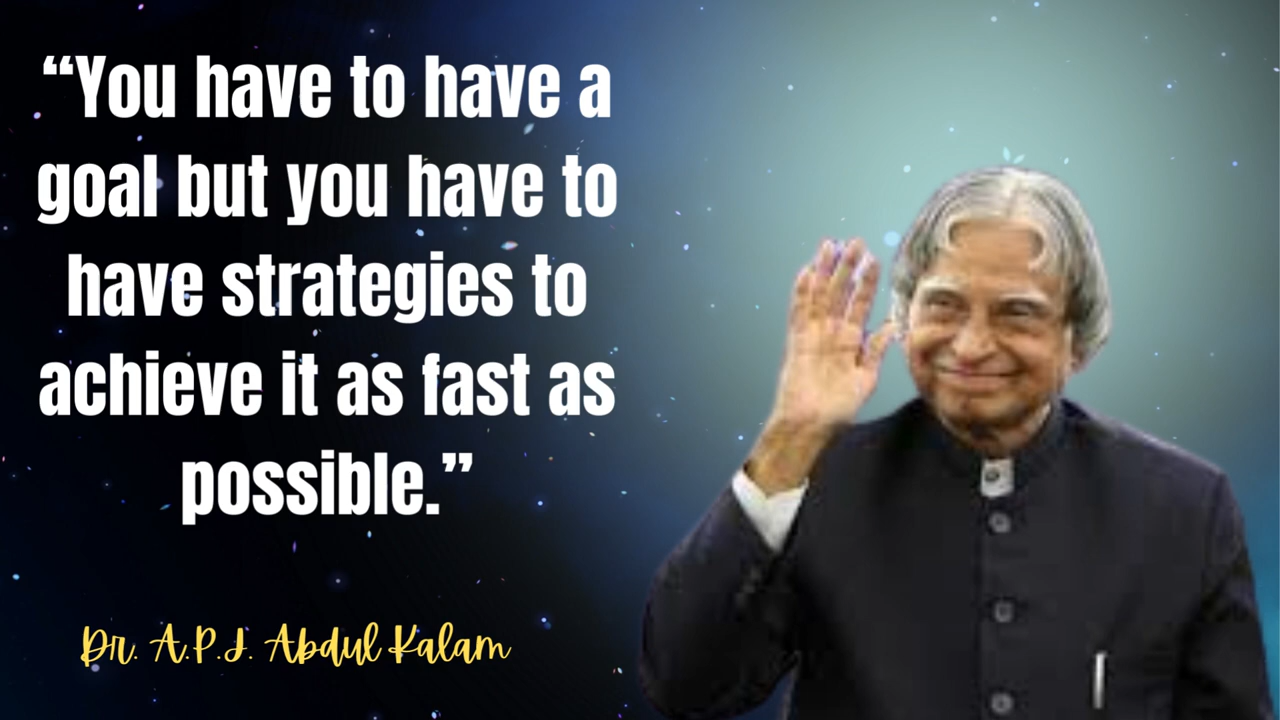 “You have to have a
goal but you have to
have strategies to
achieve it as fast as
possible.”
Dr. A.P.J. Abdul Kalam